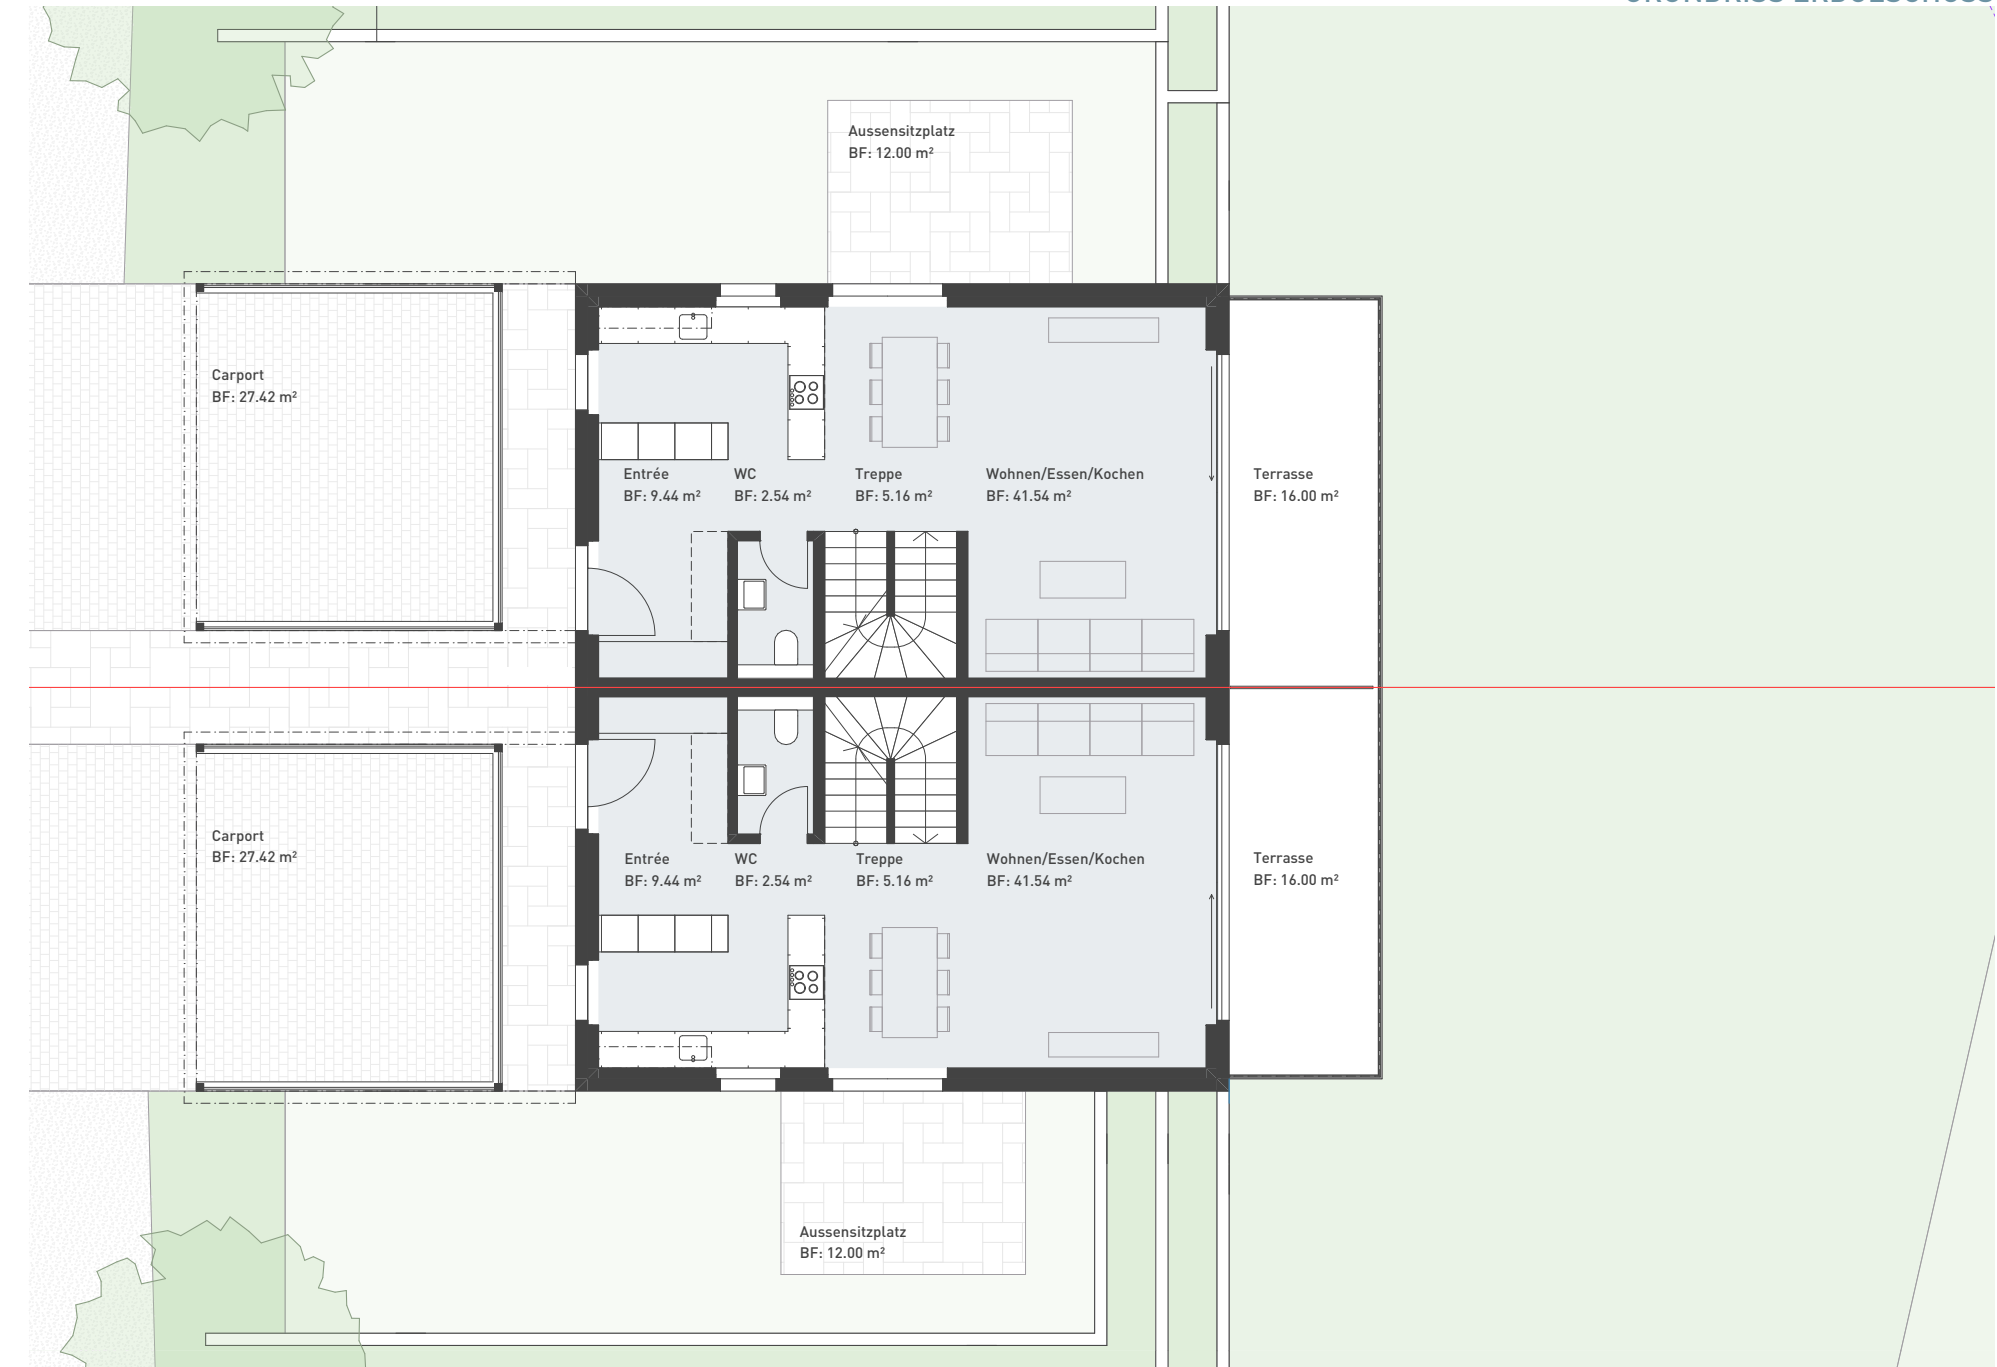 Aussensitzplatz
BF: 12.00 m²
Carport
BF: 27.42 m²
Entrée
BF: 9.44 m²
WC
BF: 2.54 m²
Treppe
BF: 5.16 m²
Wohnen/Essen/Kochen
BF: 41.54 m²
Terrasse
BF: 16.00 m²
Carport
BF: 27.42 m²
Entrée
BF: 9.44 m²
WC
BF: 2.54 m²
Treppe
BF: 5.16 m²
Wohnen/Essen/Kochen
BF: 41.54 m²
Terrasse
BF: 16.00 m²
Aussensitzplatz
BF: 12.00 m²